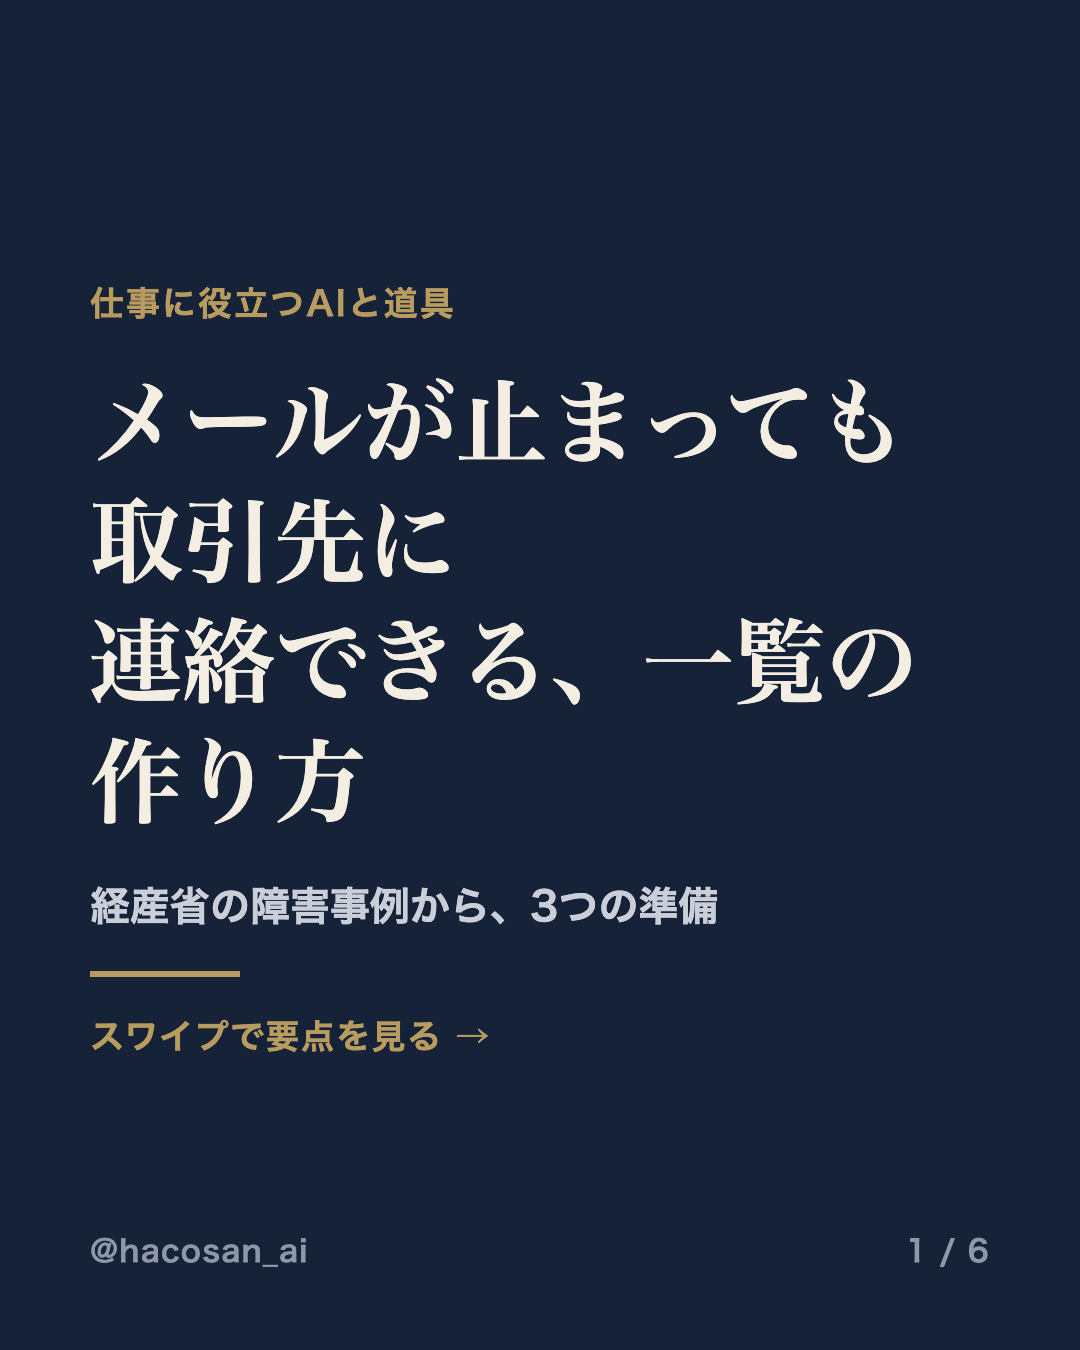 仕事に役立つAIと道具
メールが止まっても
取引先に
連絡できる、一覧の
作り方
経産省の障害事例から、3つの準備
スワイプで要点を見る →
@hacosan_ai
1 / 6